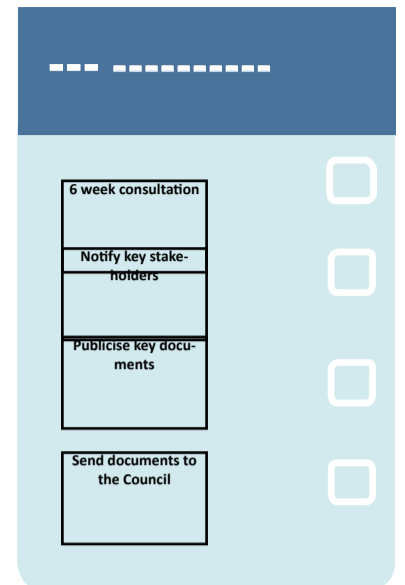 6 week consultation
Notify key stake-
holders
Publicise key docu-
ments
Send documents to
the Council